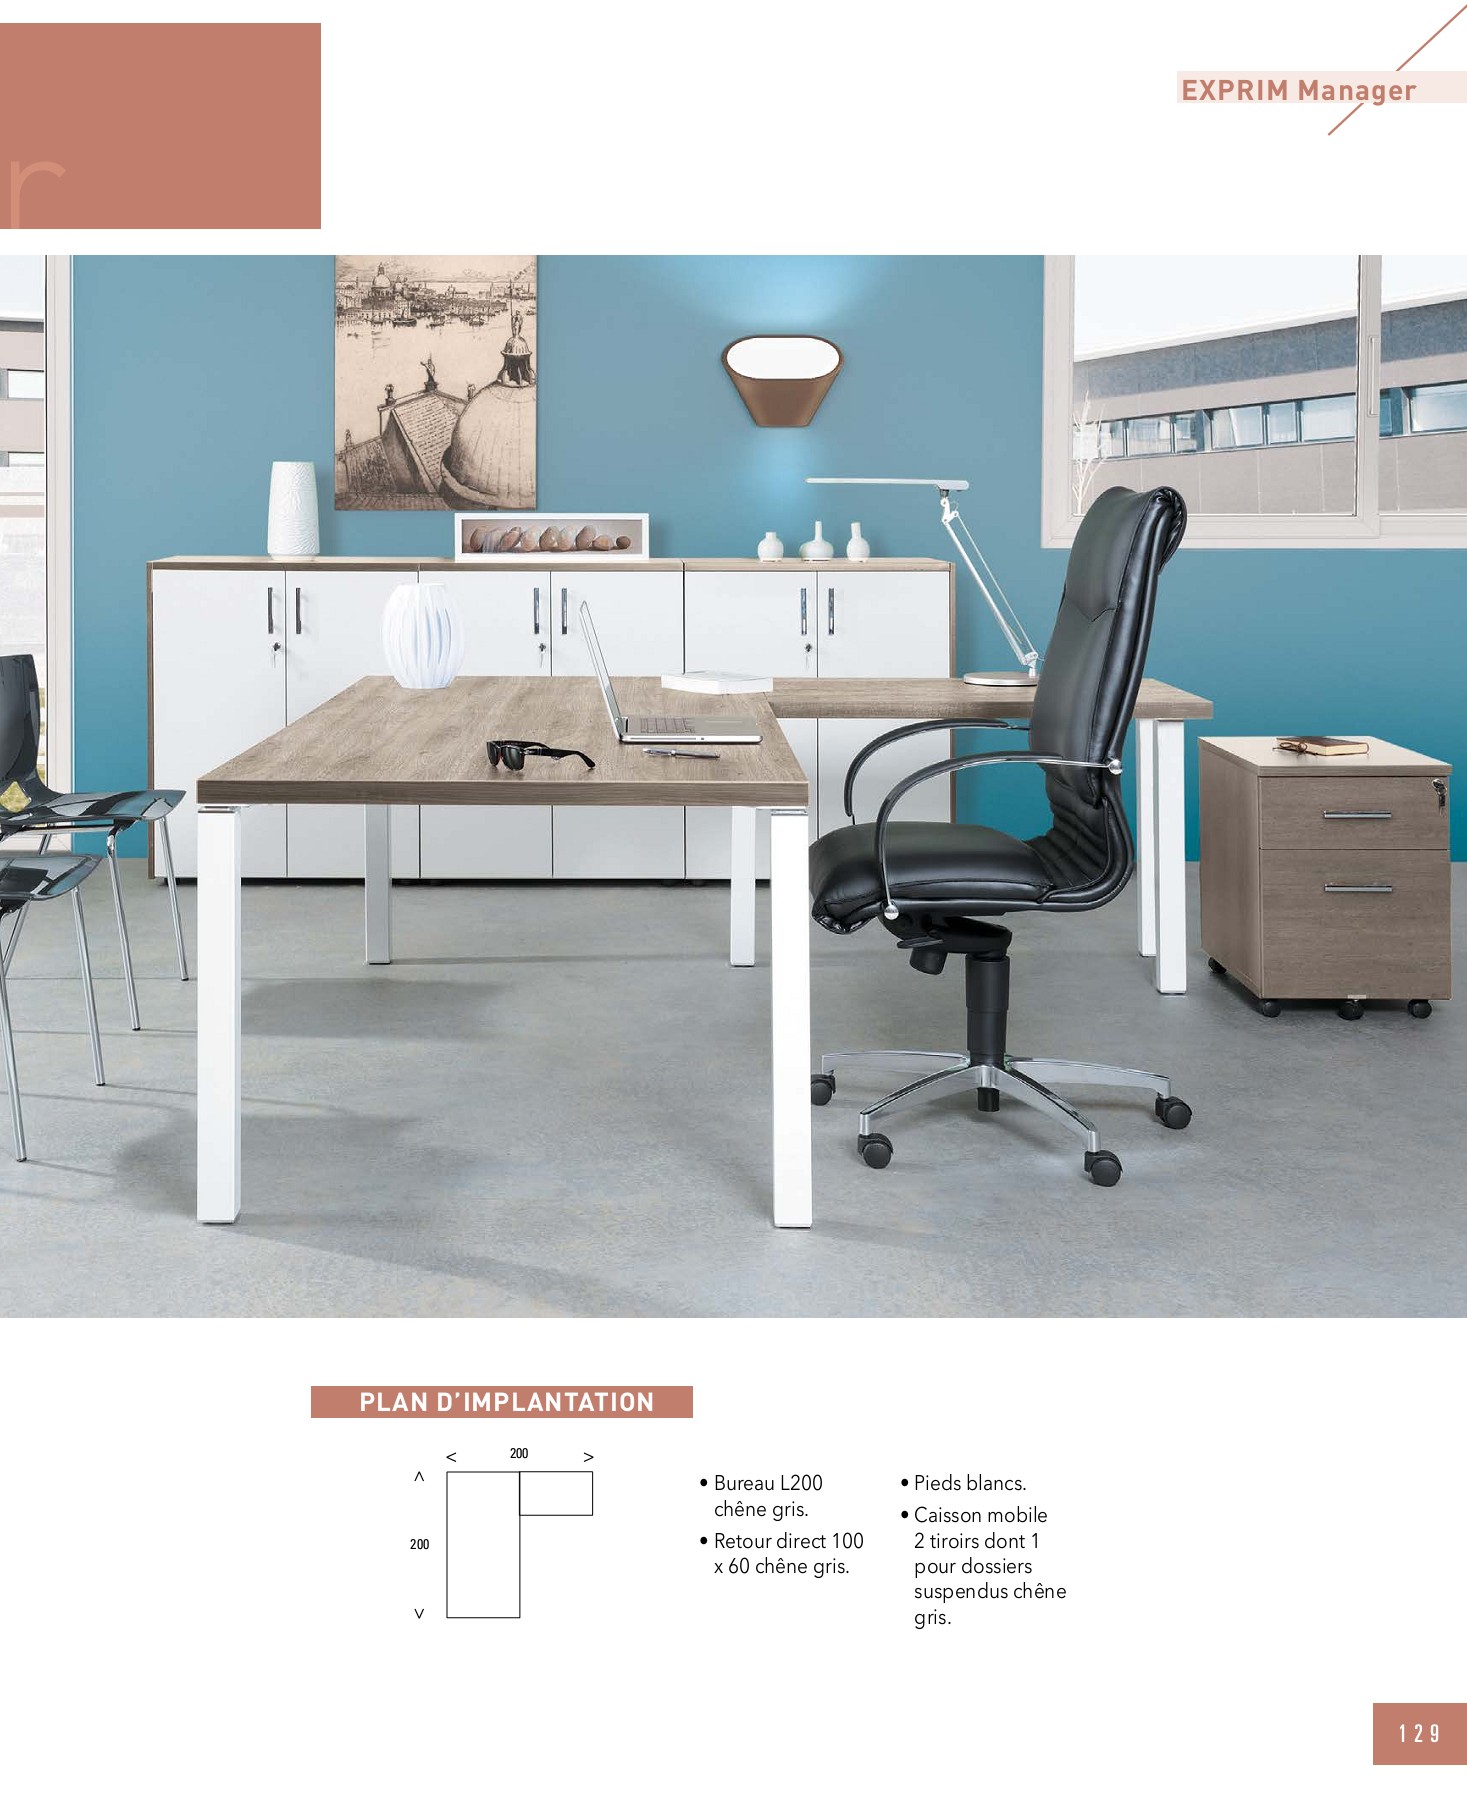 r
EXPRIM Manager
PLAN D’IMPLANTATION
< 200 >
200
• Bureau L200
chêne gris.
• Retour direct 100
x 60 chêne gris.
• Pieds blancs.
• Caisson mobile
2 tiroirs dont 1
pour dossiers
suspendus chêne
gris.
129